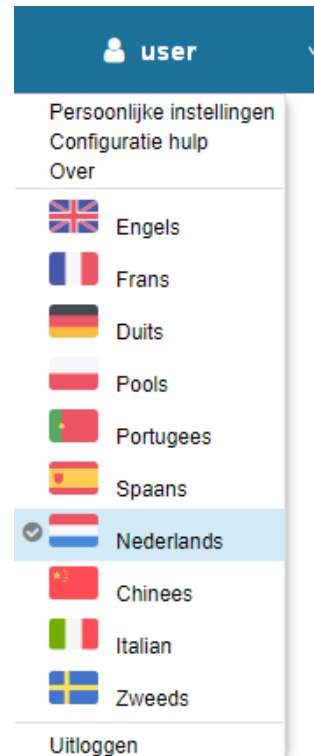 user
Persoonlijke instellingen
Configuratie hulp
Over
Engels
Frans
Duits
Pools
Portugees
Spaans
Nederlands
Chinees
Italian
Zweeds
Uitloggen